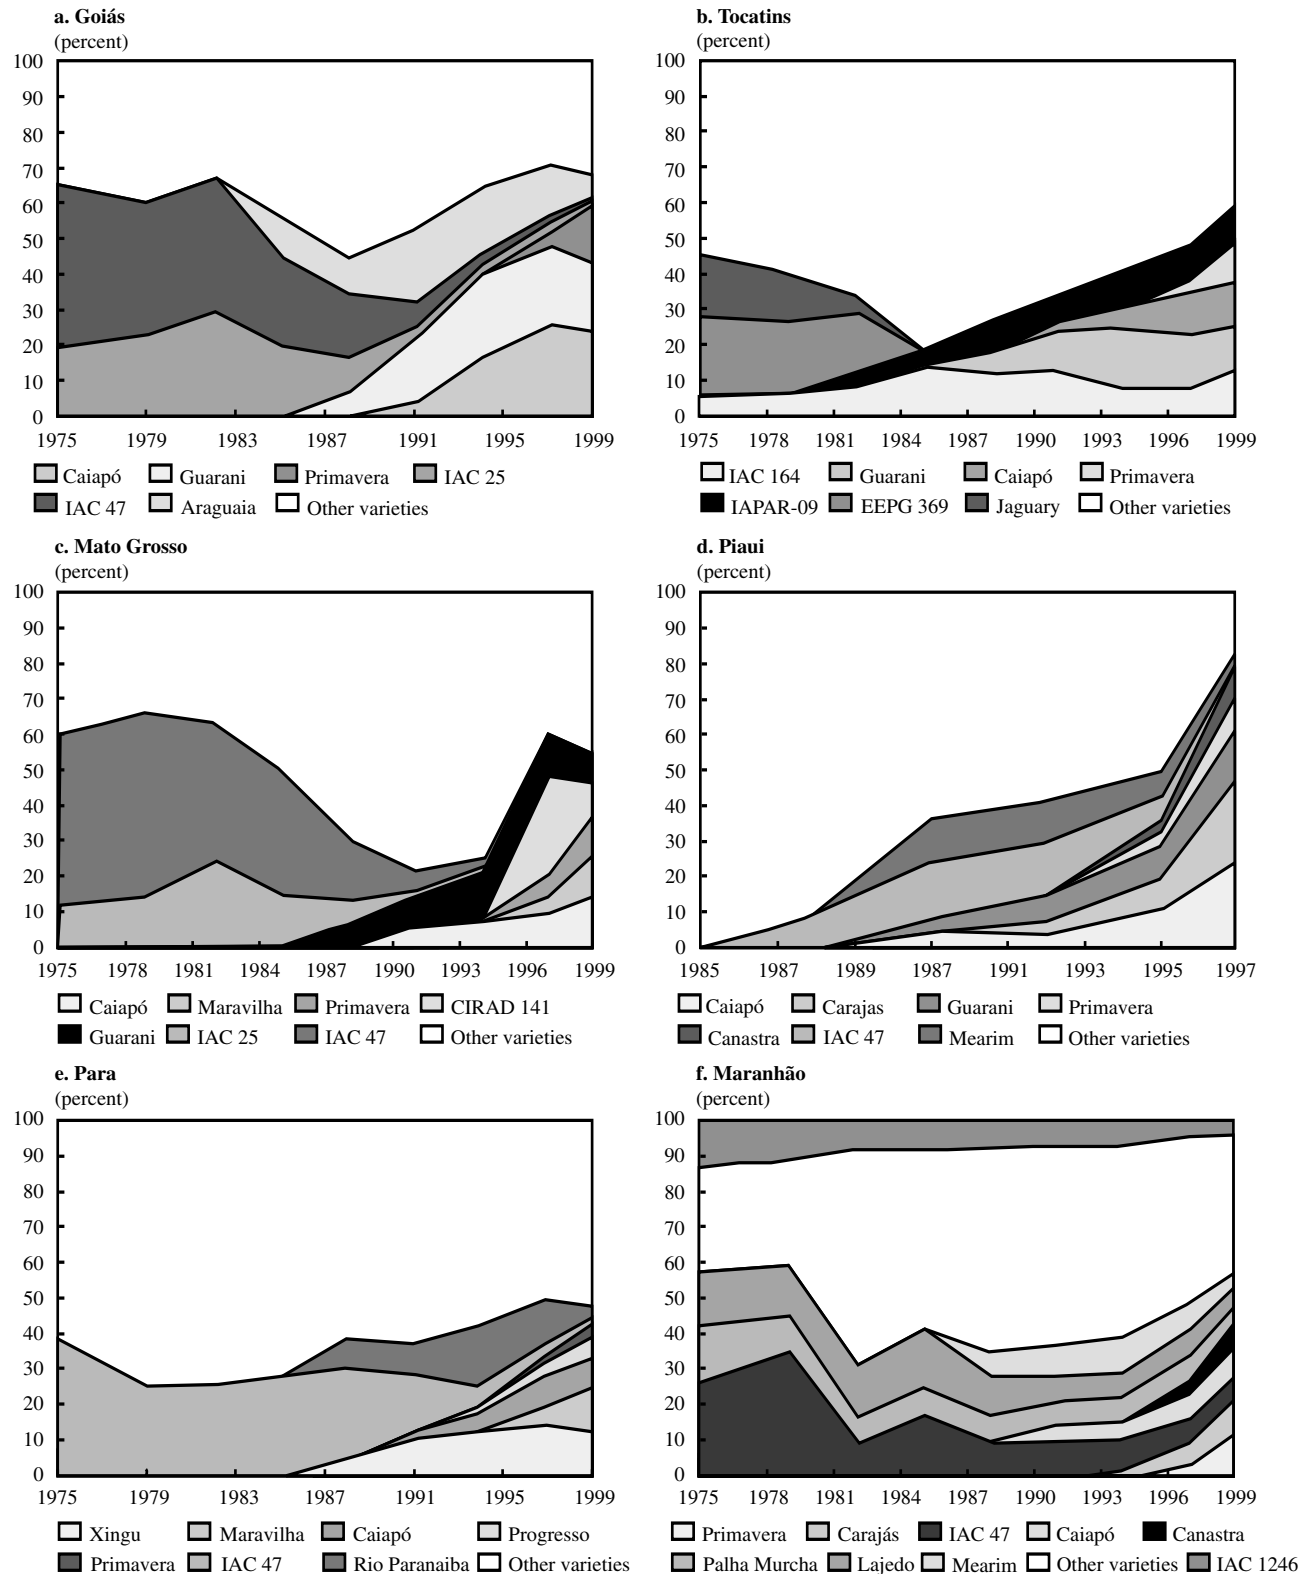 a. Goiás
(percent)
100
90
80
70
60
50
40
30
20
10
0
1975 1979 1983 1987 1991 1995 1999
Caiapó Guarani Primavera IAC 25
IAC 47 Araguaia Other varieties
b. Tocatins
(percent)
100
90
80
70
60
50
40
30
20
10
0
1975 1978 1981 1984 1987 1990 1993 1996 1999
IAC 164 Guarani Caiapó Primavera
IAPAR-09 EEPG 369 Jaguary Other varieties
c. Mato Grosso
(percent)
100
90
80
70
60
50
40
30
20
10
0
1975 1978 1981 1984 1987 1990 1993 1996 1999
Caiapó Maravilha Primavera CIRAD 141
Guarani IAC 25 IAC 47 Other varieties
d. Piaui
(percent)
100
90
80
70
60
50
40
30
20
10
0
1985 1987 1989 1987 1991 1993 1995 1997
Caiapó Carajas Guarani Primavera
Canastra IAC 47 Mearim Other varieties
e. Para
(percent)
100
90
80
70
60
50
40
30
20
10
0
1975 1979 1983 1987 1991 1995 1999
Xingu Maravilha Caiapó Progresso
Primavera IAC 47 Rio Paranaiba Other varieties
f. Maranhão
(percent)
100
90
80
70
60
50
40
30
20
10
0
1975 1978 1981 1984 1987 1990 1993 1996 1999
Primavera Carajás IAC 47 Caiapó Canastra
Palha Murcha Lajedo Mearim Other varieties IAC 1246